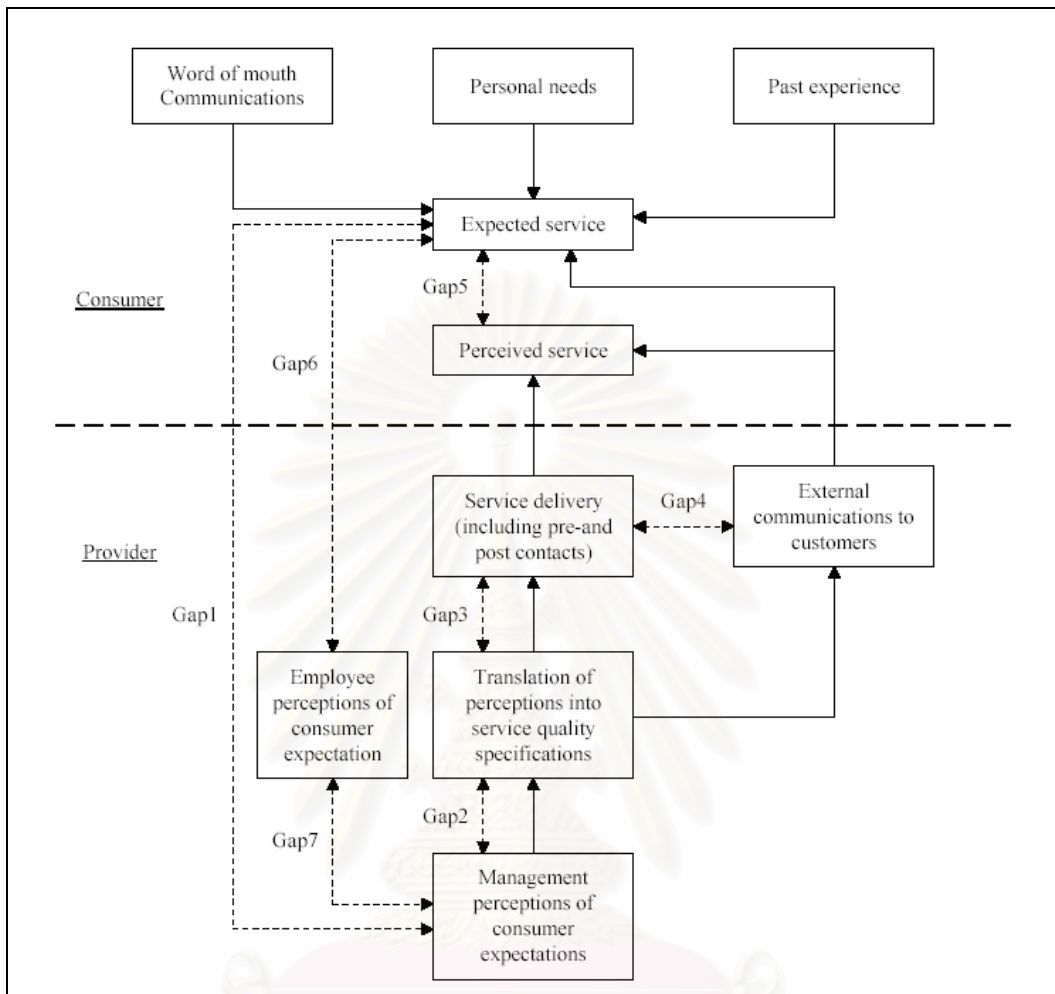 Word of mouth
Communications
Personal needs
Past experience
Expected service
Gap5
Consumer
Gap6
Perceived service
Service delivery
(including pre-and
post contacts)
Gap4
External
communications to
customers
Provider
Gap1
Gap3
Employee
perceptions of
consumer
expectation
Translation of
perceptions into
service quality
specifications
Gap2
Gap7
Management
perceptions of
consumer
expectations